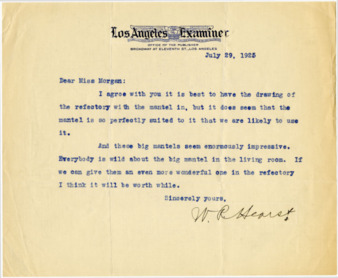 Los Angeles Examiner
OFFICE OF THE PUBLISHER
BROADWAY AT ELEVENTH ST., LOS ANGELES
July 29, 1925
Dear Miss Morgan:
I agree with you it is best to have the drawing of
the refectory with the mantel in, but it does seem that the
mantel is so perfectly suited to it that we are likely to use
it.
And these big mantels seem enormously impressive.
Everybody is wild about the big mantel in the living room. If
we can give them an even more wonderful one in the refectory
I think it will be worth while.
Sincerely yours,
W. R. Hearst